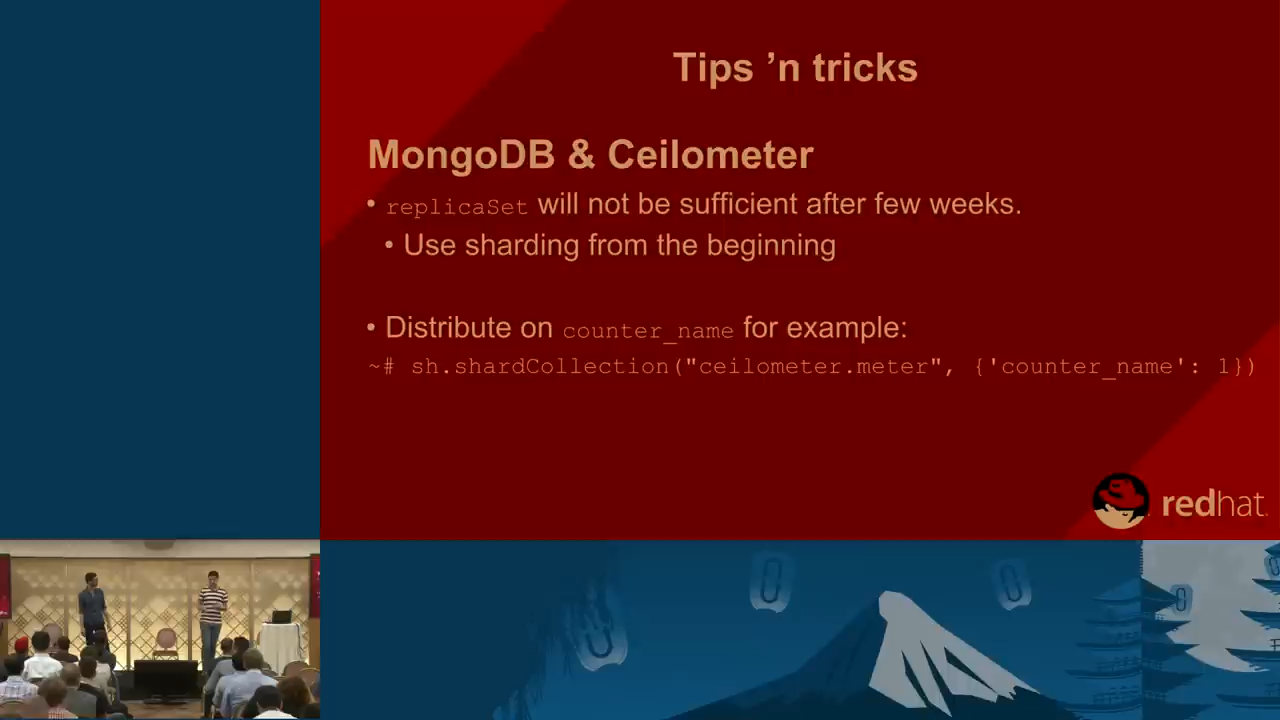 Tips ’n tricks
MongoDB & Ceilometer
• replicaSet will not be sufficient after few weeks.
• Use sharding from the beginning
• Distribute on counter_name for example:
~# sh.shardCollection("ceilometer.meter", {'counter_name': 1})
redhat.